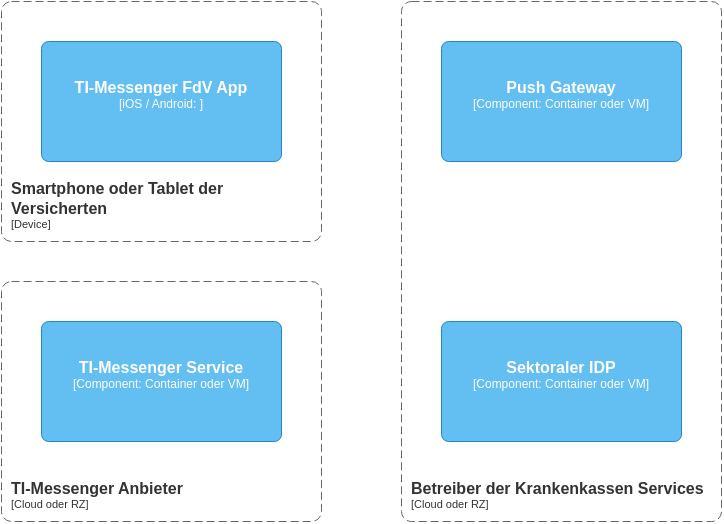 TI-Messenger FdV App
[iOS / Android: ]
Smartphone oder Tablet der
Versicherten
[Device]
Push Gateway
[Component: Container oder VM]
TI-Messenger Service
[Component: Container oder VM]
TI-Messenger Anbieter
[Cloud oder RZ]
Sektoraler IDP
[Component: Container oder VM]
Betreiber der Krankenkassen Services
[Cloud oder RZ]